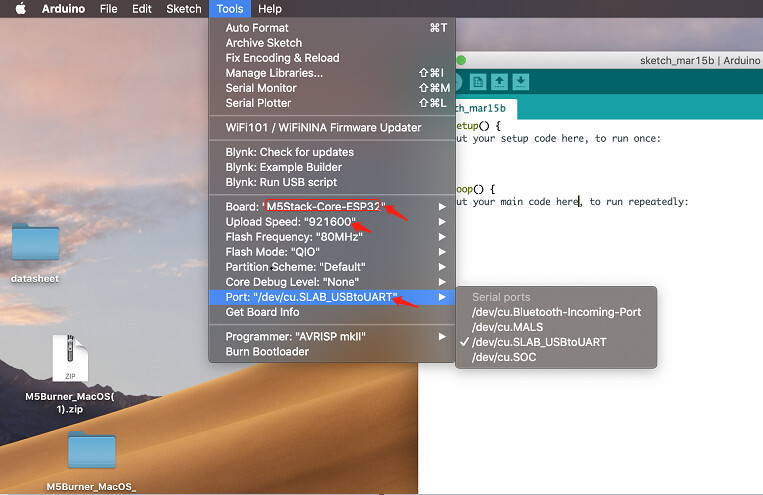 Arduino File Edit Sketch Tools Help
Auto Format ⌘T
Archive Sketch
Fix Encoding & Reload
Manage Libraries... ⇧⌘I
Serial Monitor ⇧⌘M
Serial Plotter ⇧⌘L
WiFi101 / WiFiNINA Firmware Updater
Blynk: Check for updates
Blynk: Example Builder
Blynk: Run USB script
Board: "M5Stack-Core-ESP32"
Upload Speed: "921600"
Flash Frequency: "80MHz"
Flash Mode: "QIO"
Partition Scheme: "Default"
Core Debug Level: "None"
Port: "/dev/cu.SLAB_USBtoUART"
Get Board Info
Programmer: "AVRISP mkII"
Burn Bootloader
Serial ports
/dev/cu.Bluetooth-Incoming-Port
/dev/cu.MALS
/dev/cu.SLAB_USBtoUART
/dev/cu.SOC
sketch_mar15b | Arduino
tch_mar15b
etup() {
ut your setup code here, to run once:
oop() {
ut your main code here, to run repeatedly:
datasheet
ZIP
M5Burner_MacOS(
1).zip
M5Burner_MacOS_